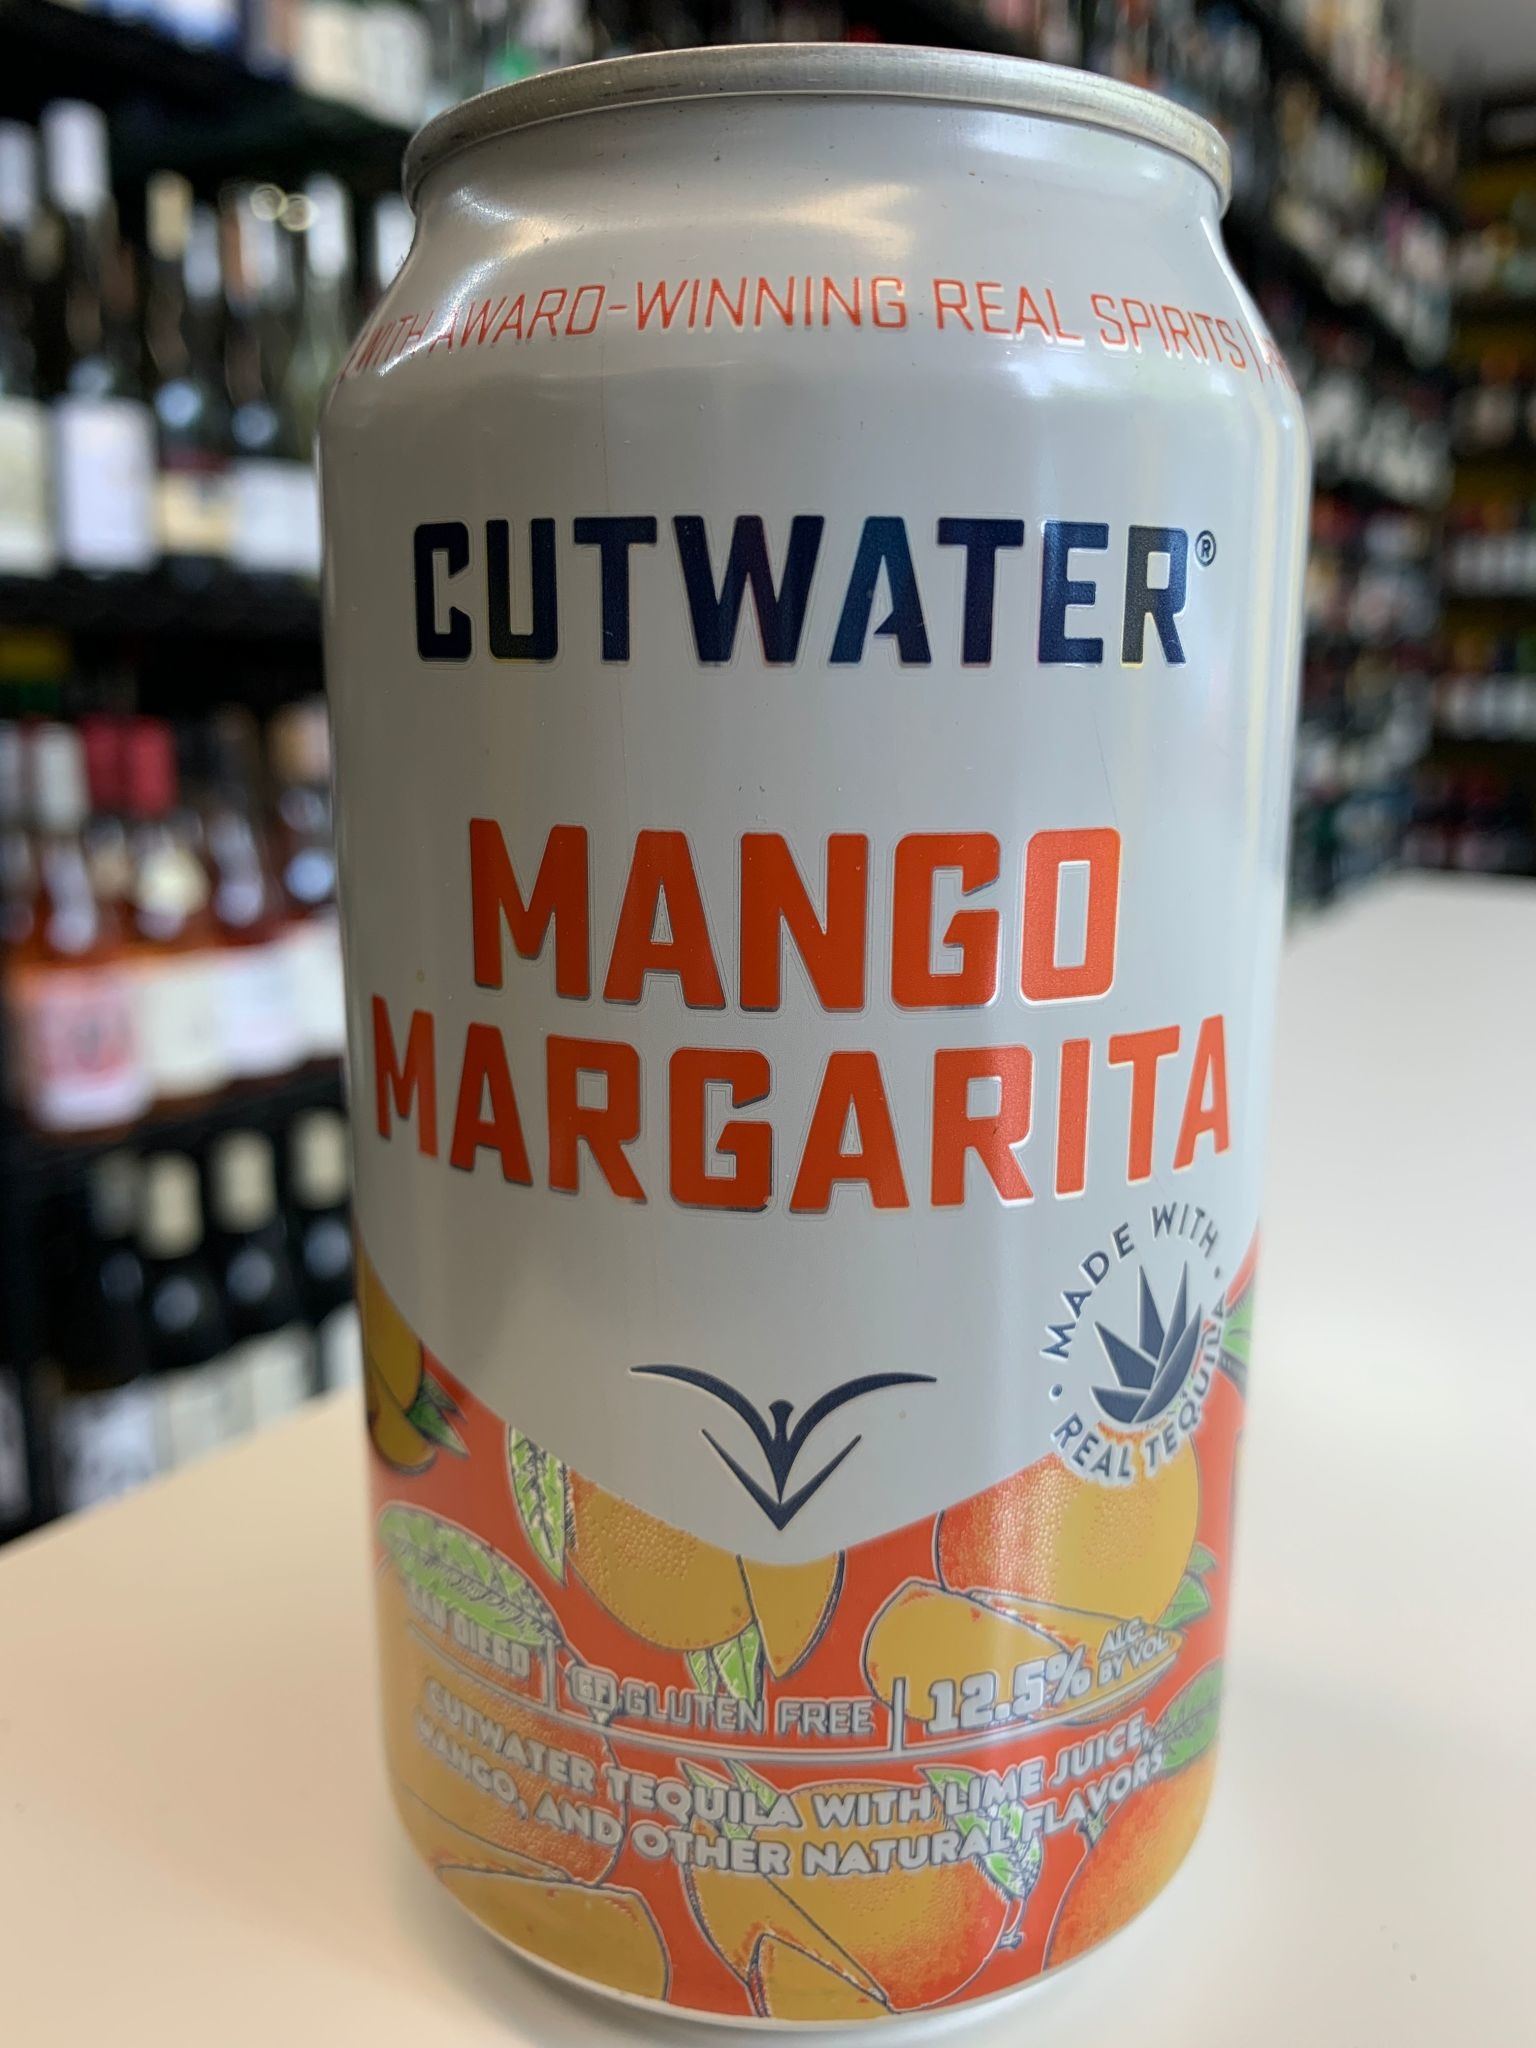 WITH AWARD-WINNING REAL SPIRITS |
CUTWATER®
MANGO
MARGARITA
· MADE WITH ·
REAL TEQUILA
SAN DIEGO | GF GLUTEN FREE | 12.5% ALC. BY VOL
CUTWATER TEQUILA WITH LIME JUICE,
MANGO, AND OTHER NATURAL FLAVORS